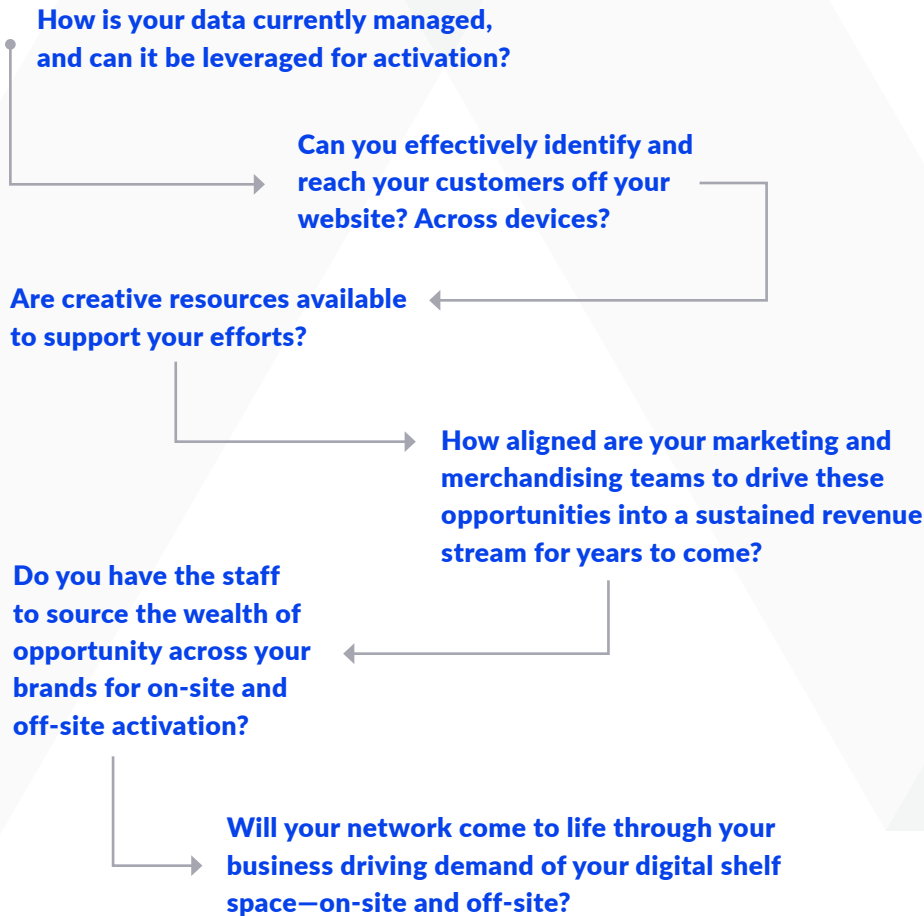 How is your data currently managed,
and can it be leveraged for activation?
Can you effectively identify and
reach your customers off your
website? Across devices?
Are creative resources available
to support your efforts?
How aligned are your marketing and
merchandising teams to drive these
opportunities into a sustained revenue
stream for years to come?
Do you have the staff
to source the wealth of
opportunity across your
brands for on-site and
off-site activation?
Will your network come to life through your
business driving demand of your digital shelf
space—on-site and off-site?